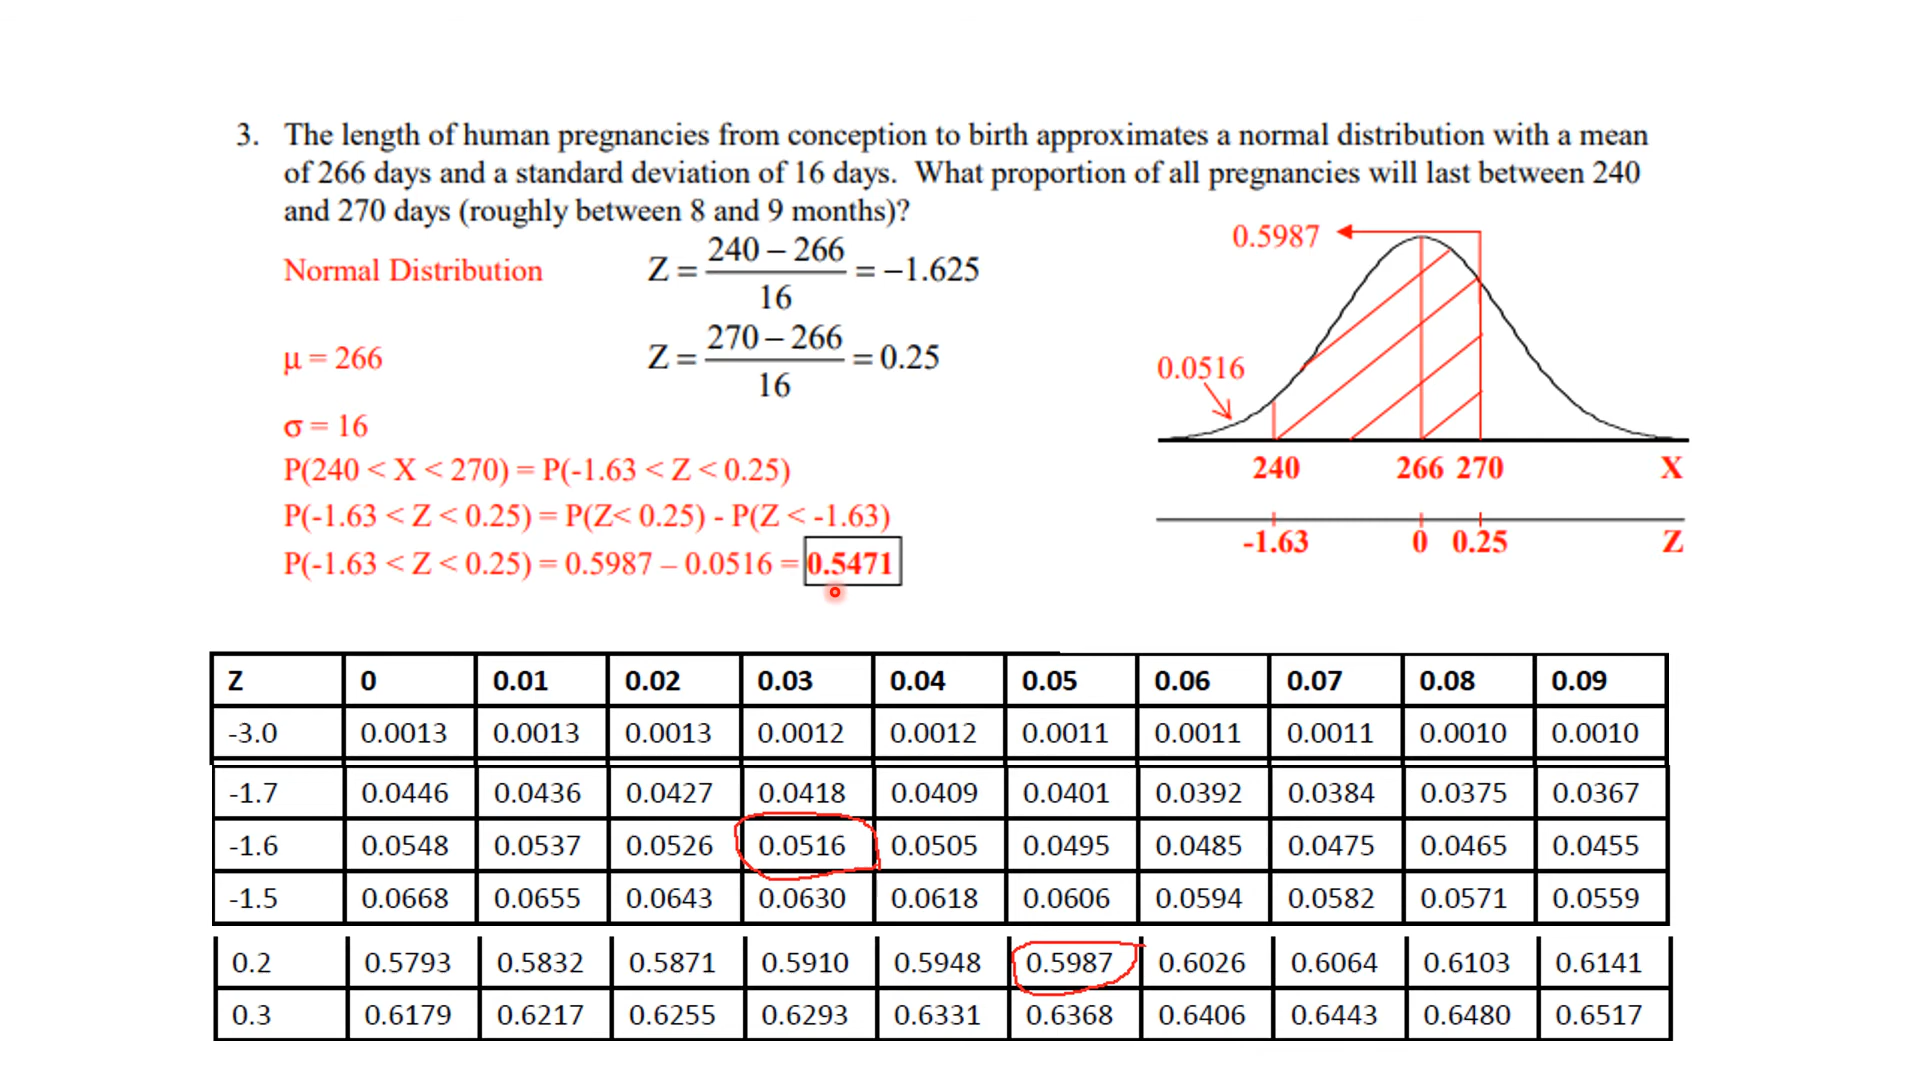 3. The length of human pregnancies from conception to birth approximates a normal distribution with a mean
of 266 days and a standard deviation of 16 days. What proportion of all pregnancies will last between 240
and 270 days (roughly between 8 and 9 months)?
Normal Distribution
Z = (240 – 266)/16 = –1.625
μ = 266
Z = (270 – 266)/16 = 0.25
σ = 16
P(240 < X < 270) = P(-1.63 < Z < 0.25)
P(-1.63 < Z < 0.25) = P(Z< 0.25) - P(Z < -1.63)
P(-1.63 < Z < 0.25) = 0.5987 – 0.0516 = 0.5471
0.5987
0.0516
240 266 270 X
-1.63 0 0.25 Z
Z 0 0.01 0.02 0.03 0.04 0.05 0.06 0.07 0.08 0.09
-3.0 0.0013 0.0013 0.0013 0.0012 0.0012 0.0011 0.0011 0.0011 0.0010 0.0010
-1.7 0.0446 0.0436 0.0427 0.0418 0.0409 0.0401 0.0392 0.0384 0.0375 0.0367
-1.6 0.0548 0.0537 0.0526 0.0516 0.0505 0.0495 0.0485 0.0475 0.0465 0.0455
-1.5 0.0668 0.0655 0.0643 0.0630 0.0618 0.0606 0.0594 0.0582 0.0571 0.0559
0.2 0.5793 0.5832 0.5871 0.5910 0.5948 0.5987 0.6026 0.6064 0.6103 0.6141
0.3 0.6179 0.6217 0.6255 0.6293 0.6331 0.6368 0.6406 0.6443 0.6480 0.6517